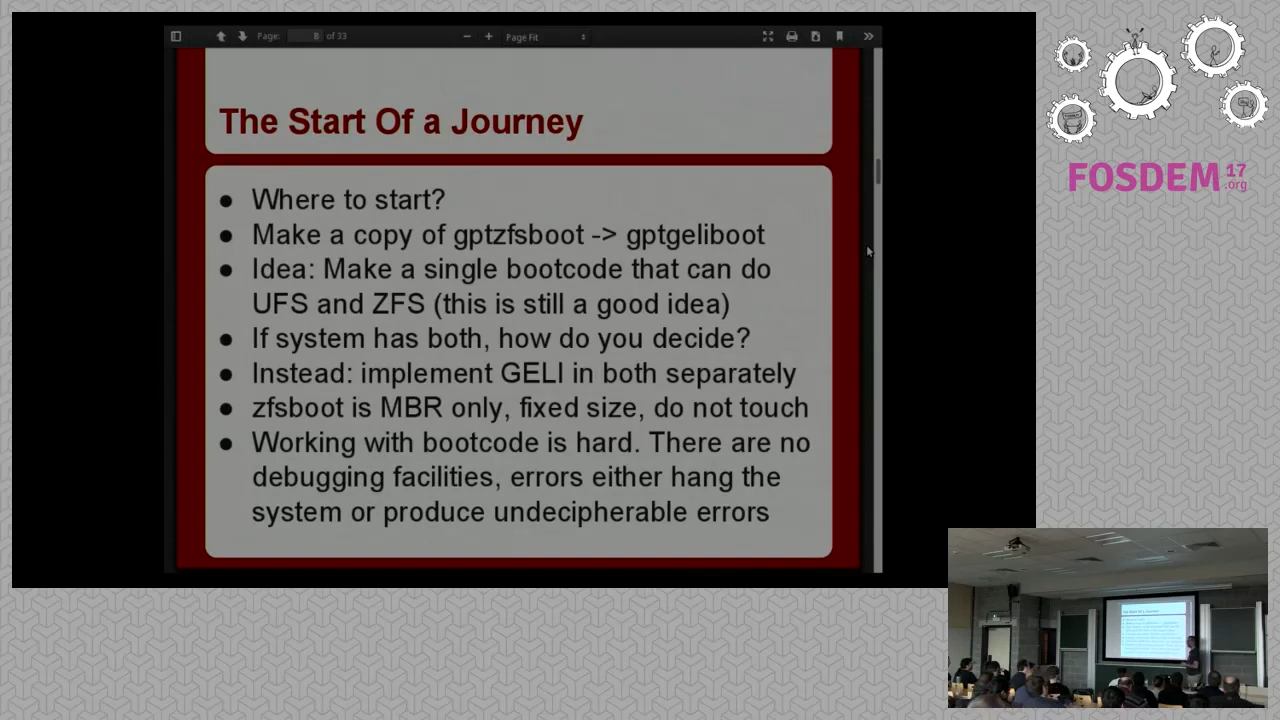 Page:
8
of 33
Page Fit
The Start Of a Journey
● Where to start?
● Make a copy of gptzfsboot -> gptgeliboot
● Idea: Make a single bootcode that can do
UFS and ZFS (this is still a good idea)
● If system has both, how do you decide?
● Instead: implement GELI in both separately
● zfsboot is MBR only, fixed size, do not touch
● Working with bootcode is hard. There are no
debugging facilities, errors either hang the
system or produce undecipherable errors
FOSDEM 17
.org